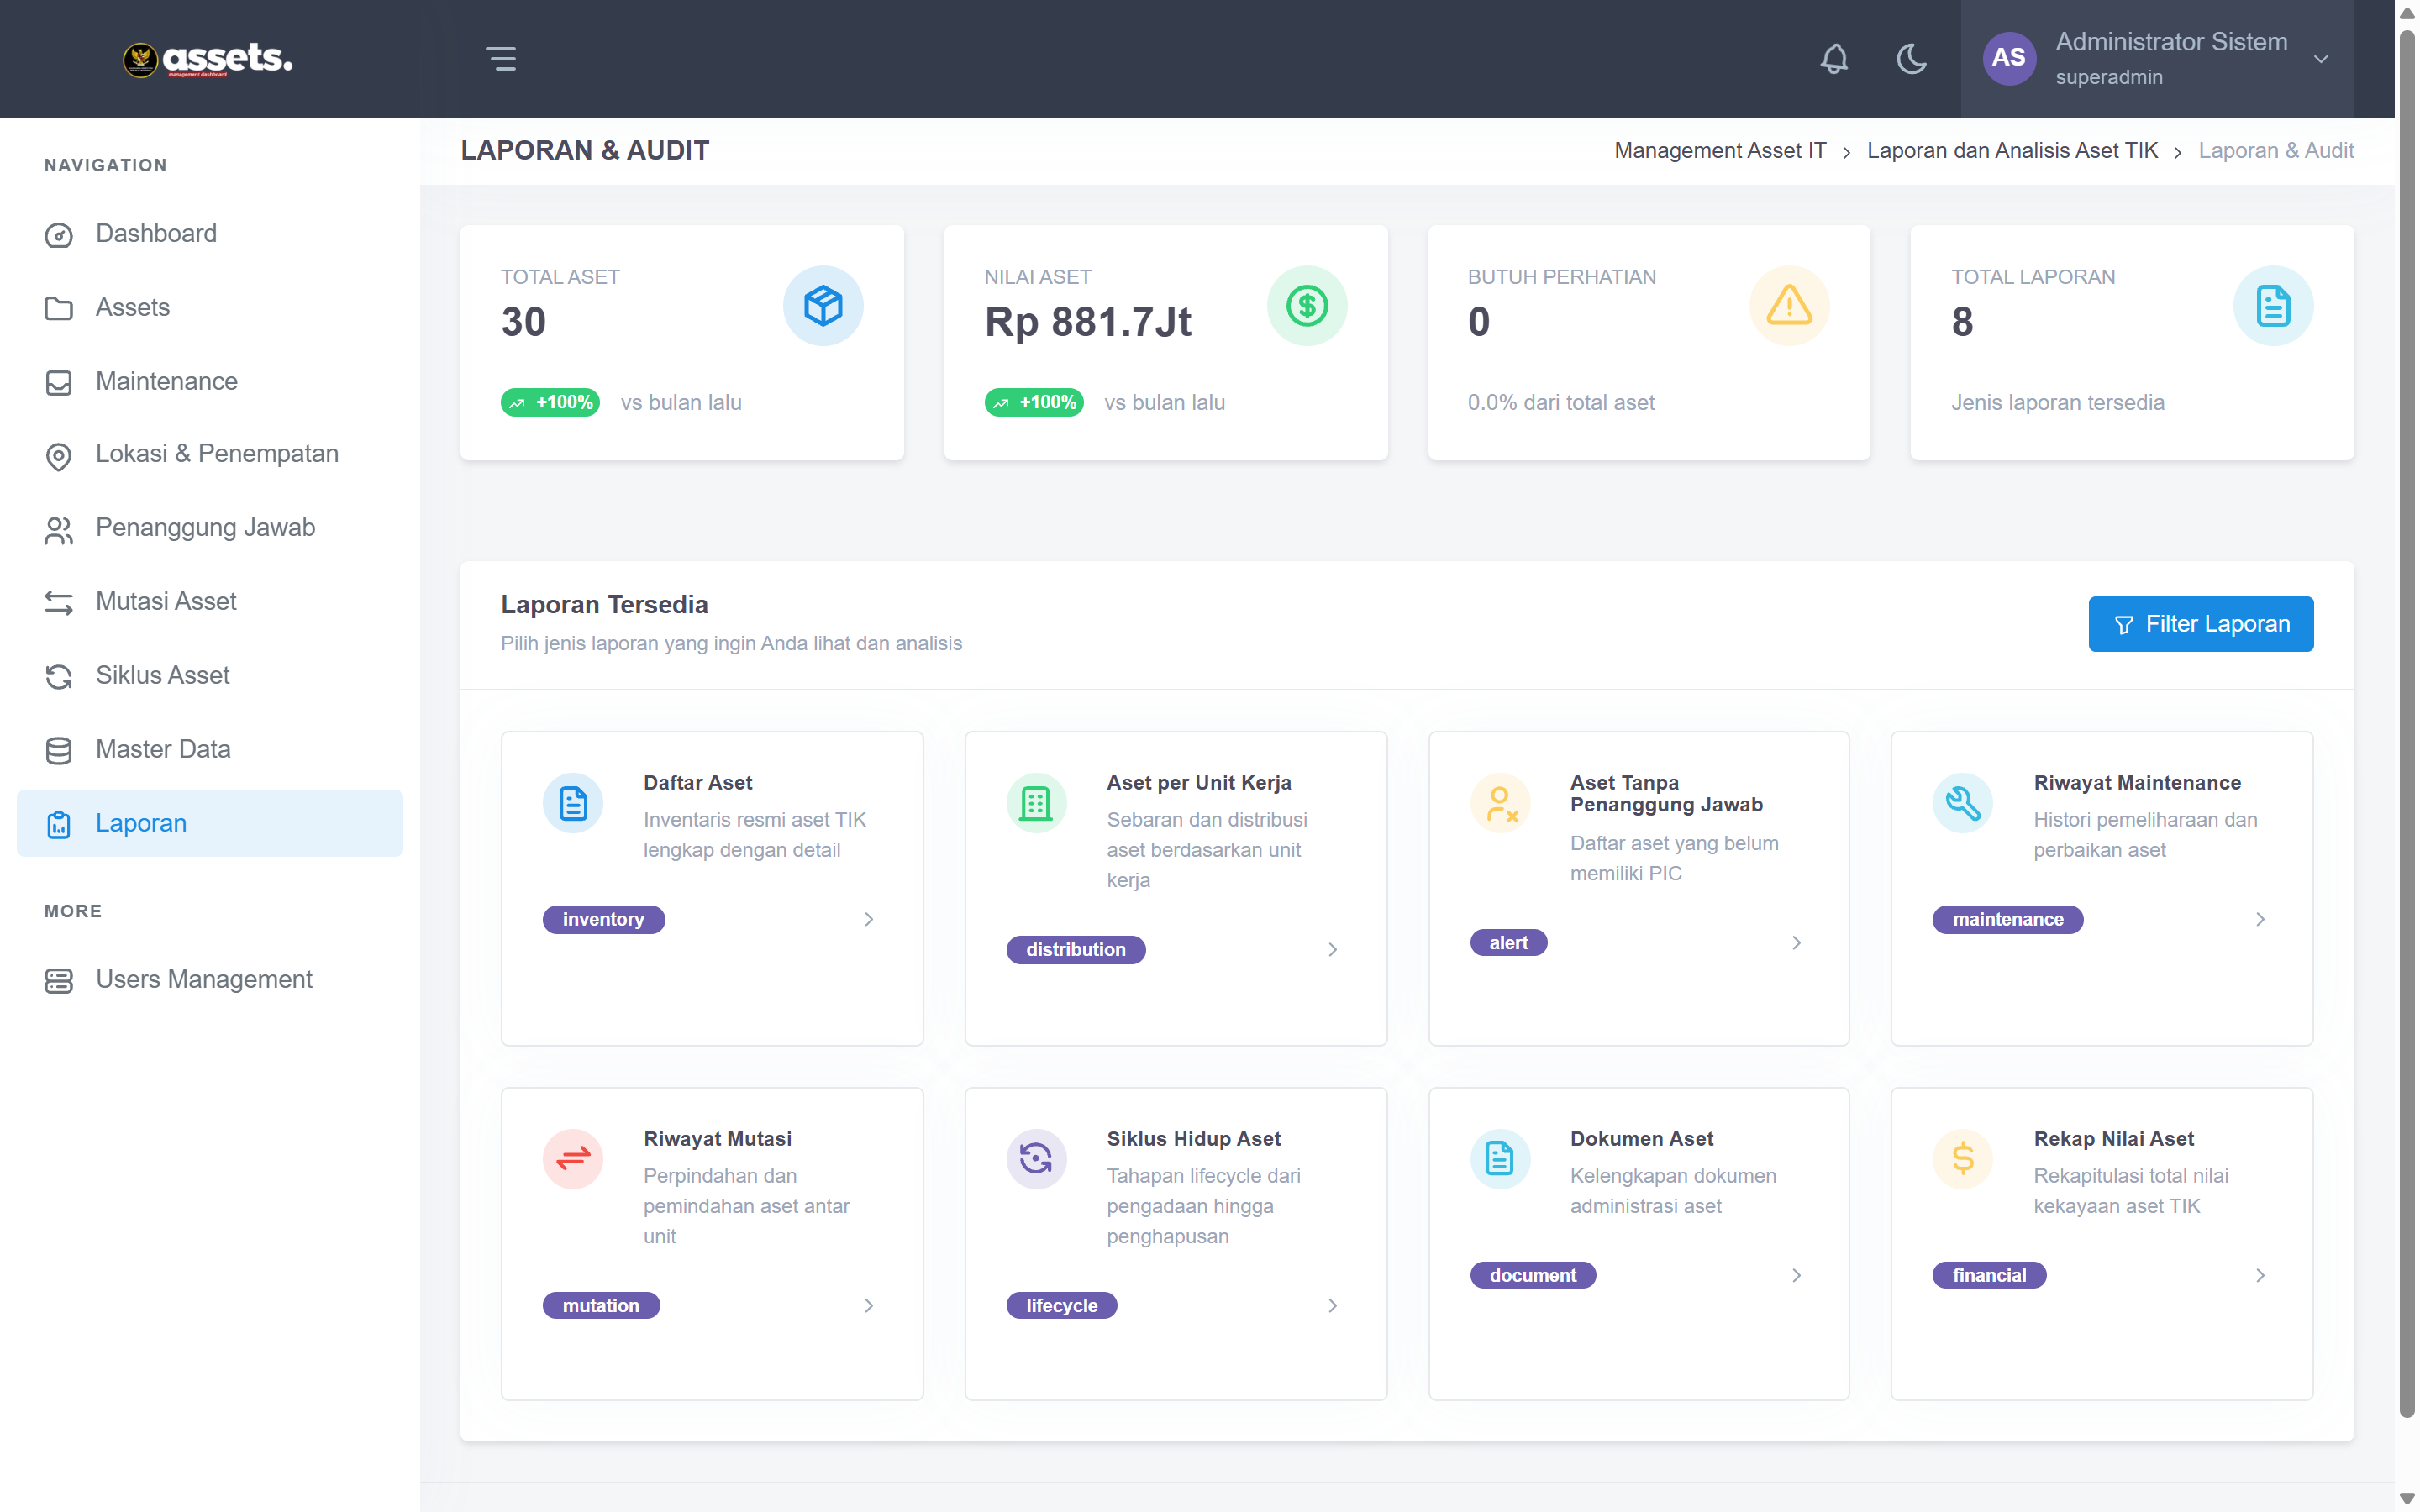 assets.
management dashboard
AS
Administrator Sistem
superadmin
NAVIGATION
Dashboard
Assets
Maintenance
Lokasi & Penempatan
Penanggung Jawab
Mutasi Asset
Siklus Asset
Master Data
Laporan
MORE
Users Management
LAPORAN & AUDIT
Management Asset IT > Laporan dan Analisis Aset TIK > Laporan & Audit
TOTAL ASET
30
+100% vs bulan lalu
NILAI ASET
Rp 881.7Jt
+100% vs bulan lalu
BUTUH PERHATIAN
0
0.0% dari total aset
TOTAL LAPORAN
8
Jenis laporan tersedia
Laporan Tersedia
Pilih jenis laporan yang ingin Anda lihat dan analisis
Filter Laporan
Daftar Aset
Inventaris resmi aset TIK
lengkap dengan detail
inventory
Aset per Unit Kerja
Sebaran dan distribusi
aset berdasarkan unit
kerja
distribution
Aset Tanpa
Penanggung Jawab
Daftar aset yang belum
memiliki PIC
alert
Riwayat Maintenance
Histori pemeliharaan dan
perbaikan aset
maintenance
Riwayat Mutasi
Perpindahan dan
pemindahan aset antar
unit
mutation
Siklus Hidup Aset
Tahapan lifecycle dari
pengadaan hingga
penghapusan
lifecycle
Dokumen Aset
Kelengkapan dokumen
administrasi aset
document
Rekap Nilai Aset
Rekapitulasi total nilai
kekayaan aset TIK
financial